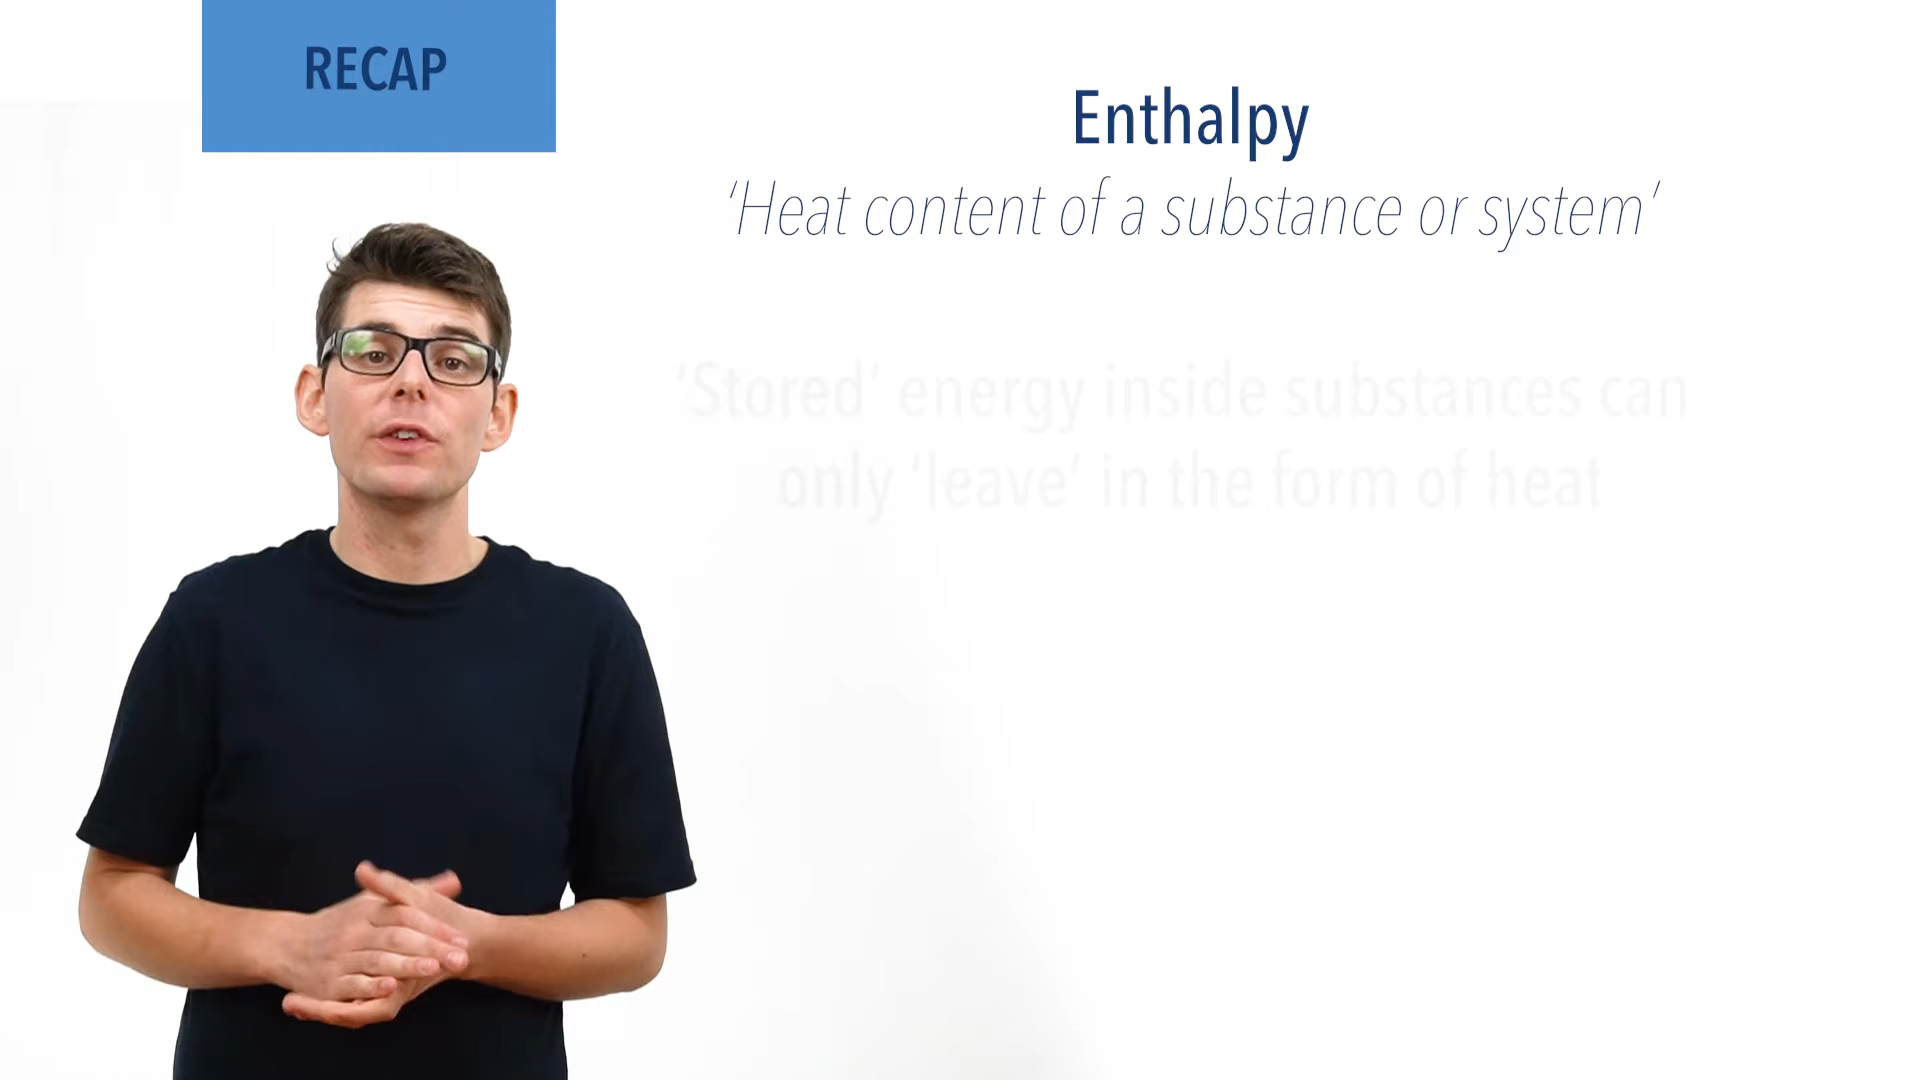 RECAP
Enthalpy
‘Heat content of a substance or system’
‘Stored’ energy inside substances can
only ‘leave’ in the form of heat